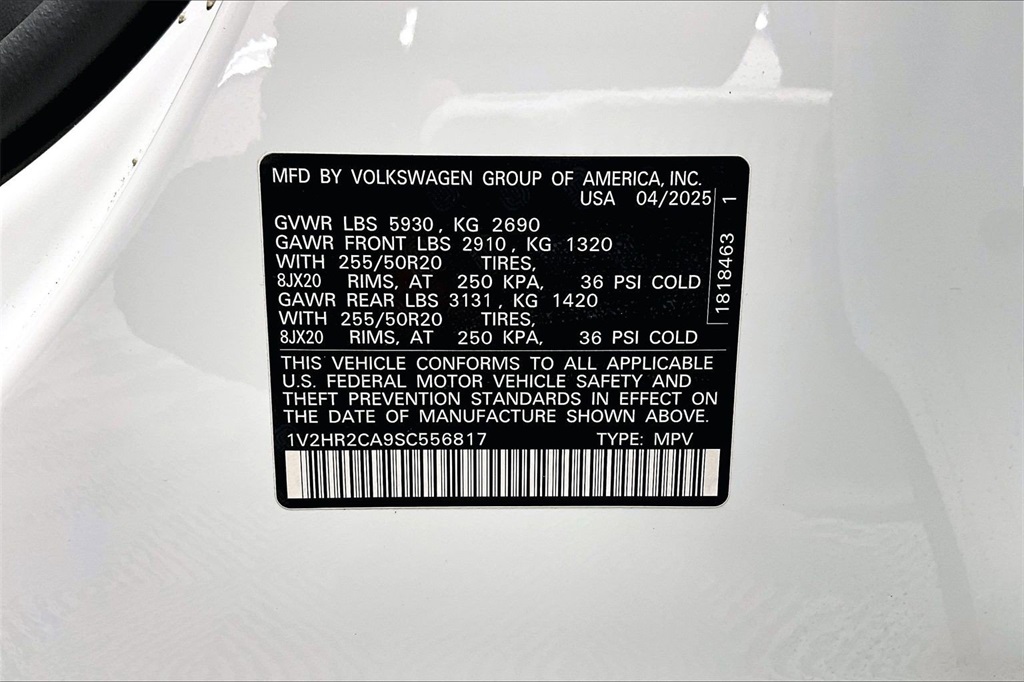 MFD BY VOLKSWAGEN GROUP OF AMERICA, INC.
USA 04/2025
GVWR LBS 5930, KG 2690
GAWR FRONT LBS 2910, KG 1320
WITH 255/50R20 TIRES,
8JX20 RIMS, AT 250 KPA, 36 PSI COLD
GAWR REAR LBS 3131, KG 1420
WITH 255/50R20 TIRES,
8JX20 RIMS, AT 250 KPA, 36 PSI COLD
1818463 1
THIS VEHICLE CONFORMS TO ALL APPLICABLE
U.S. FEDERAL MOTOR VEHICLE SAFETY AND
THEFT PREVENTION STANDARDS IN EFFECT ON
THE DATE OF MANUFACTURE SHOWN ABOVE.
1V2HR2CA9SC556817 TYPE: MPV